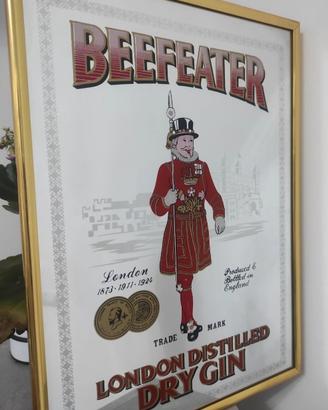 BEEFEATER
London
1873·1911·1924
Produced &
Bottled in
England
TRADE MARK
LONDON DISTILLED
DRY GIN